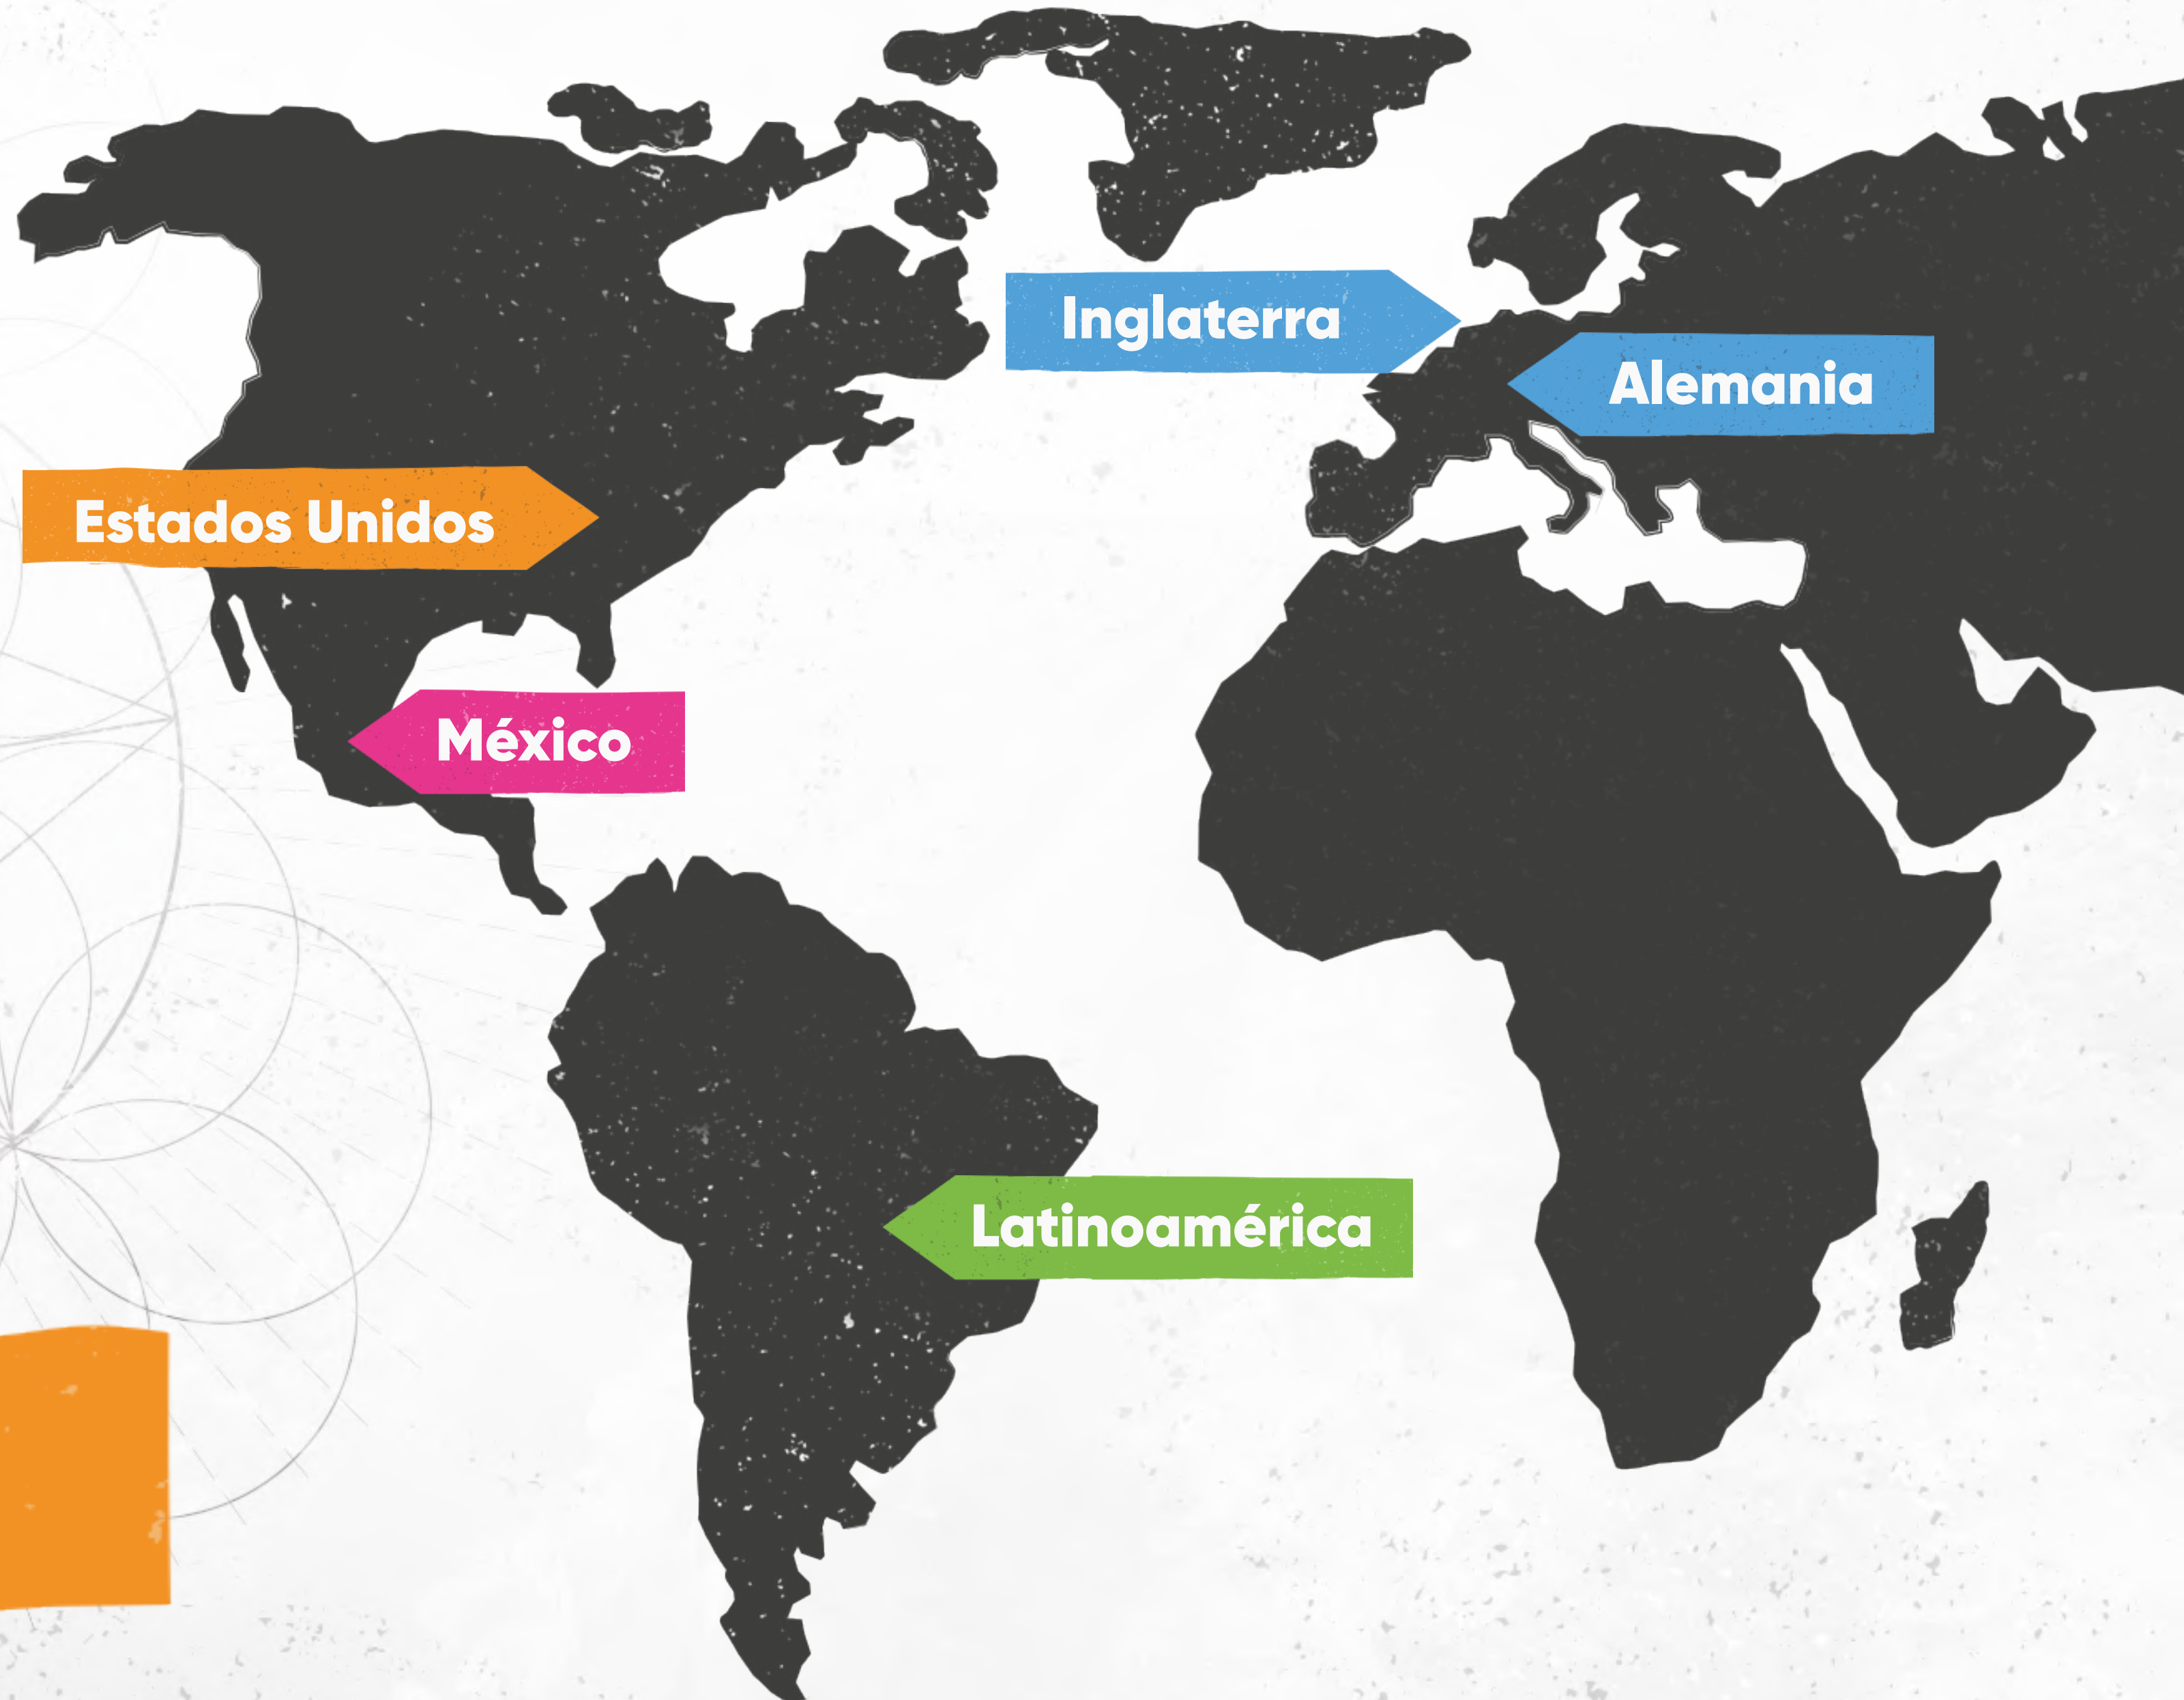 Inglaterra
Alemania
Estados Unidos
México
Latinoamérica